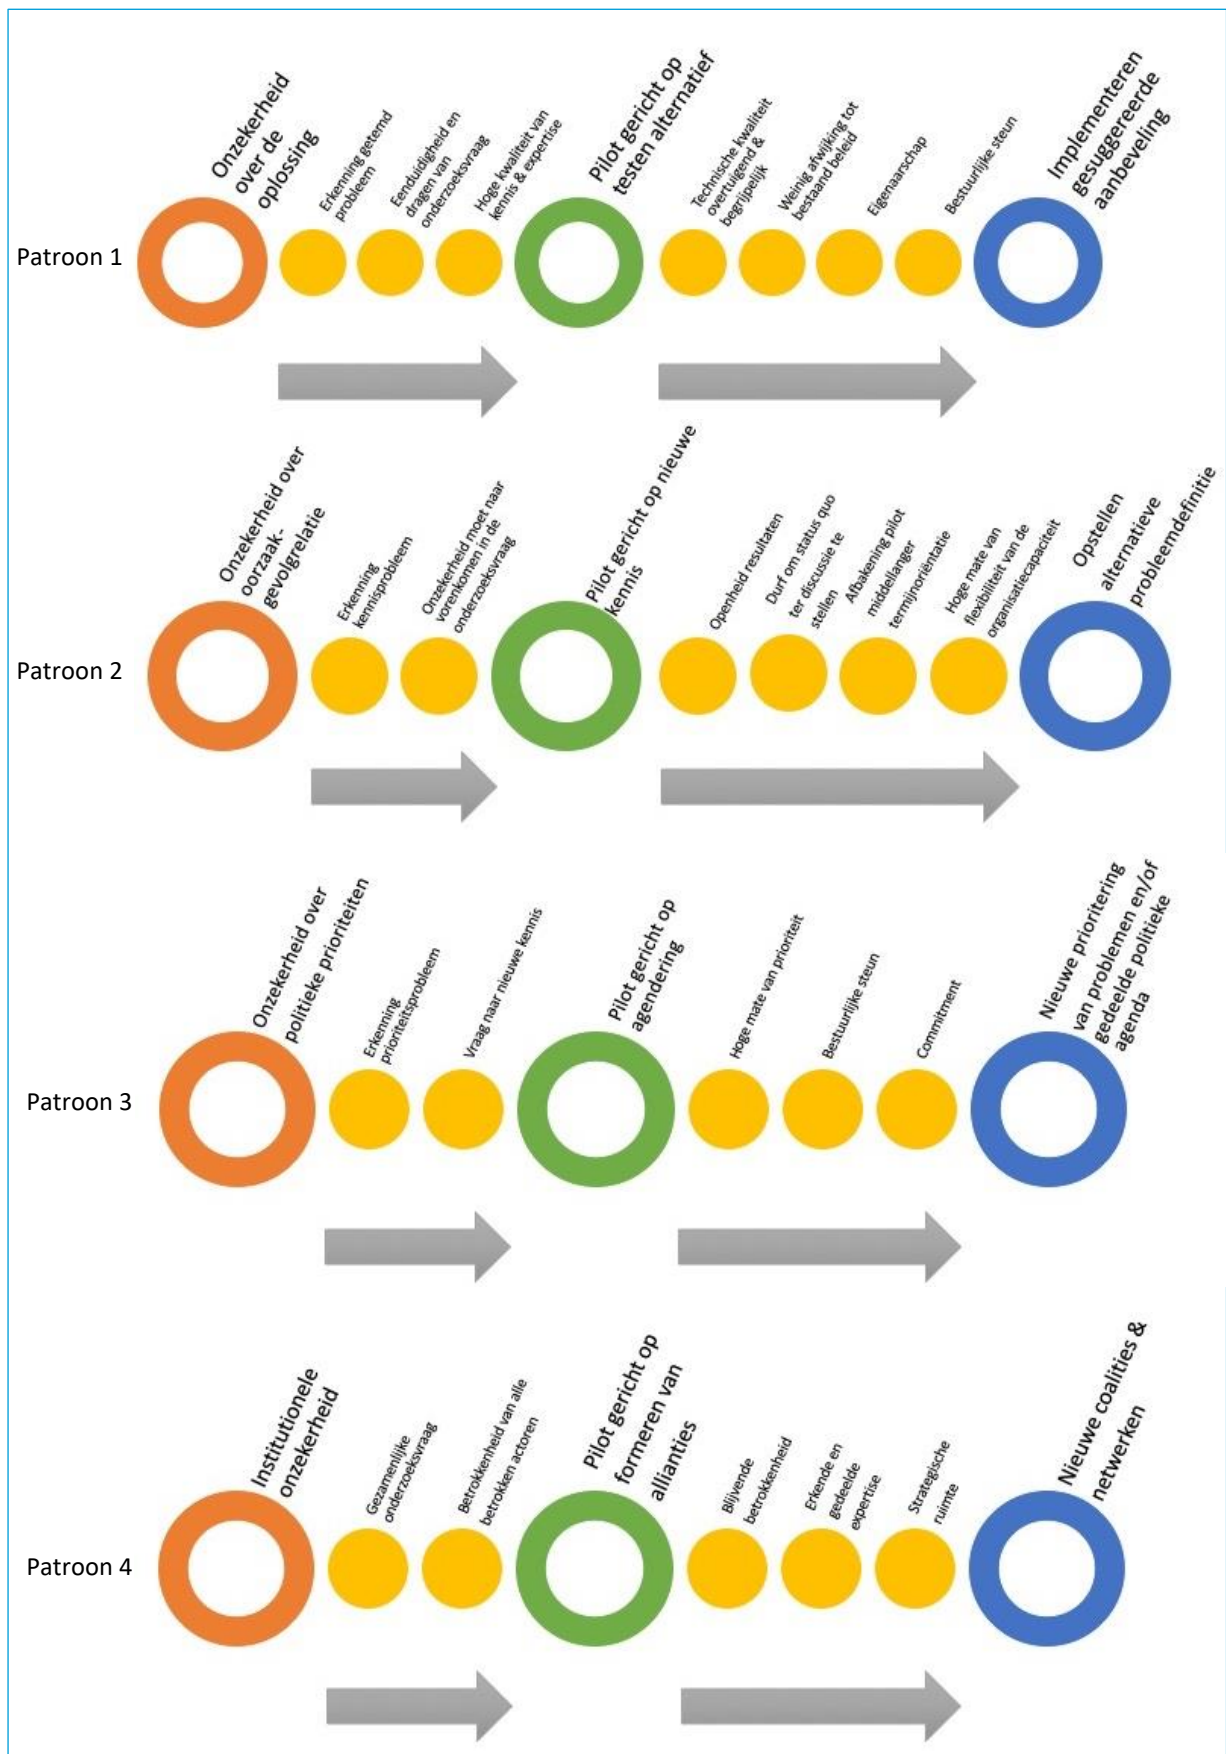 Patroon 1
Onzekerheid
over de
oplossing
Erkenning getemd
probleem
Eenduidigheid en
dragen van
onderzoeksvraag
Hoge kwaliteit van
kennis & expertise
Pilot gericht op
testen alternatief
Technische kwaliteit
overtuigend &
begrijpelijk
Weinig afwijking tot
bestaand beleid
Eigenaarschap
Bestuurlijke steun
Implementeren
gesuggereerde
aanbeveling
Patroon 2
Onzekerheid over
oorzaak-
gevolgrelatie
Erkenning
kennisprobleem
Onzekerheid moet naar
vorenkomen in de
onderzoeksvraag
Pilot gericht op nieuwe
kennis
Openheid resultaten
Durf om status quo
ter discussie te
stellen
Afbakening pilot
middellanger
termijnoriëntatie
Hoge mate van
flexibiliteit van de
organisatiecapaciteit
Opstellen
alternatieve
probleemdefinitie
Patroon 3
Onzekerheid over
politieke prioriteiten
Erkenning
prioriteitsprobleem
Vraag naar nieuwe kennis
Pilot gericht op
agendering
Hoge mate van prioriteit
Bestuurlijke steun
Commitment
Nieuwe prioritering
van problemen en/of
gedeelde politieke
agenda
Patroon 4
Institutionele
onzekerheid
Gezamenlijke
onderzoeksvraag
Betrokkenheid van alle
betrokken actoren
Pilot gericht op
formeren van
allianties
Blijvende
betrokkenheid
Erkende en
gedeelde
expertise
Strategische
ruimte
Nieuwe coalities &
netwerken